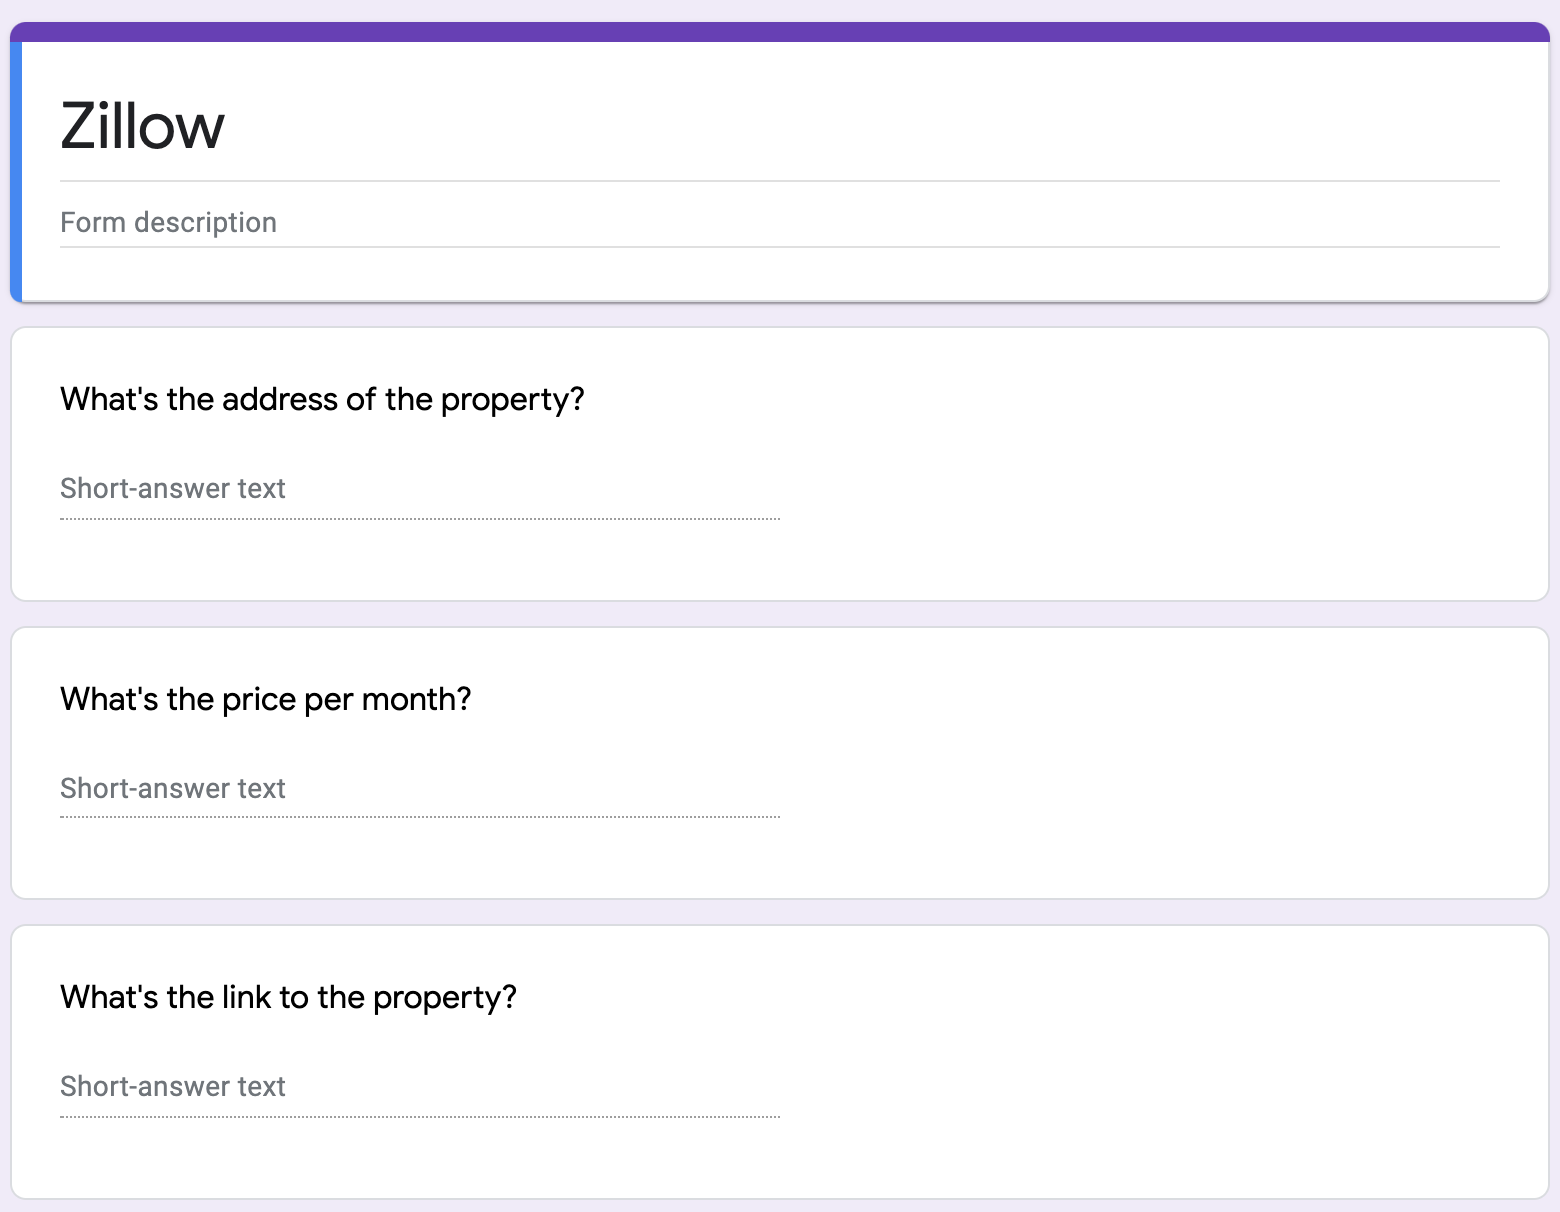 Zillow
Form description
What's the address of the property?
Short-answer text
What's the price per month?
Short-answer text
What's the link to the property?
Short-answer text